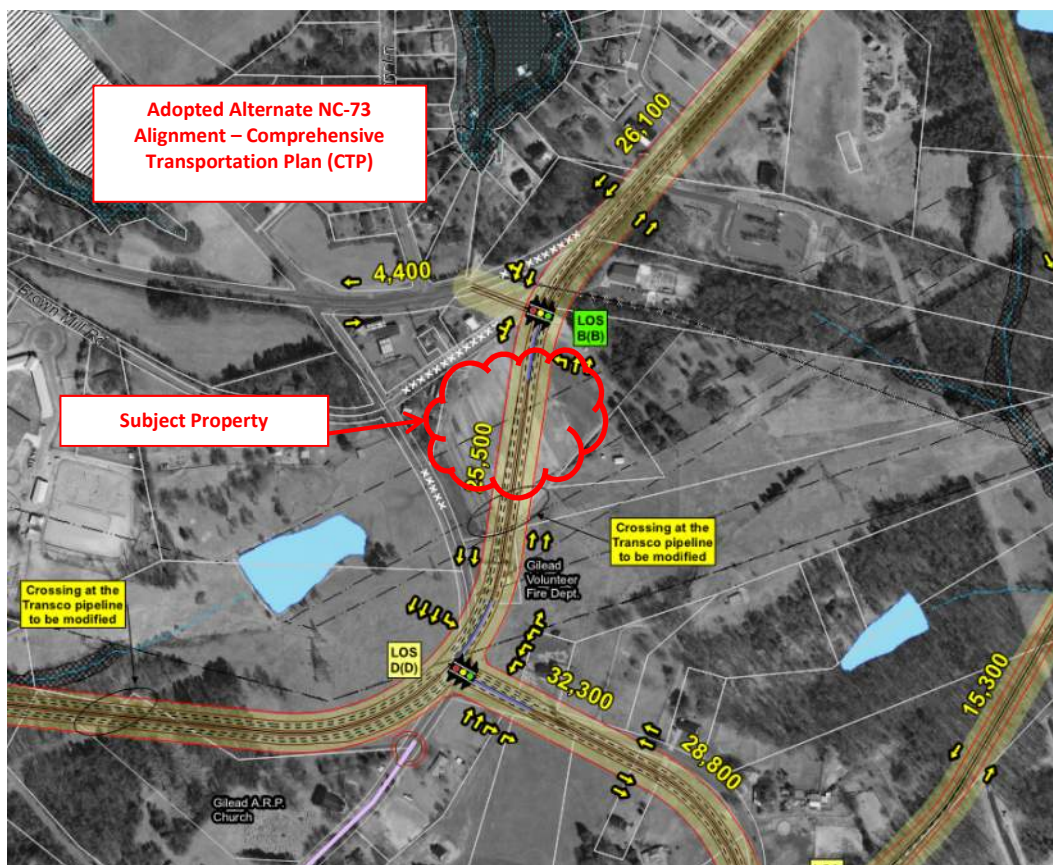 Adopted Alternate NC-73
Alignment – Comprehensive
Transportation Plan (CTP)
26,100
4,400
Brown Mill Rd
LOS
B(B)
Subject Property
25,500
Crossing at the
Transco pipeline
to be modified
Gilead
Volunteer
Fire Dept.
Crossing at the
Transco pipeline
to be modified
LOS
D(D)
32,300
15,300
28,800
Gilead A.R.P.
Church